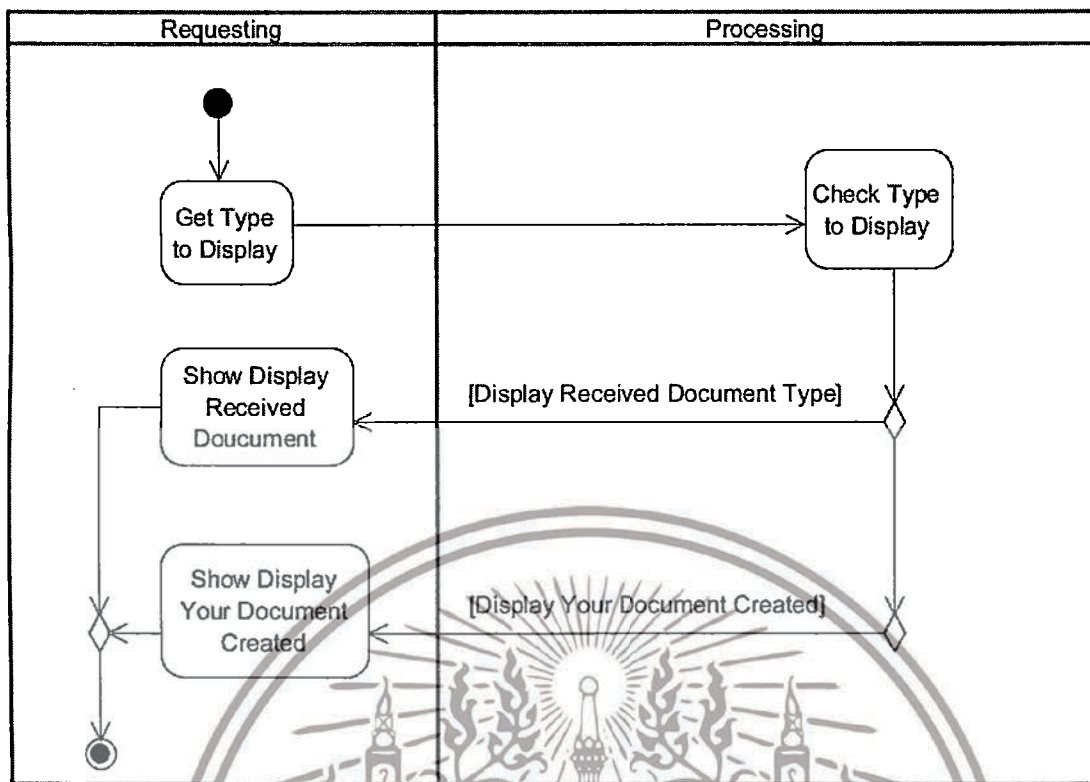 Requesting
Processing
Get Type
to Display
Check Type
to Display
Show Display
Received
Doucument
[Display Received Document Type]
Show Display
Your Document
Created
[Display Your Document Created]